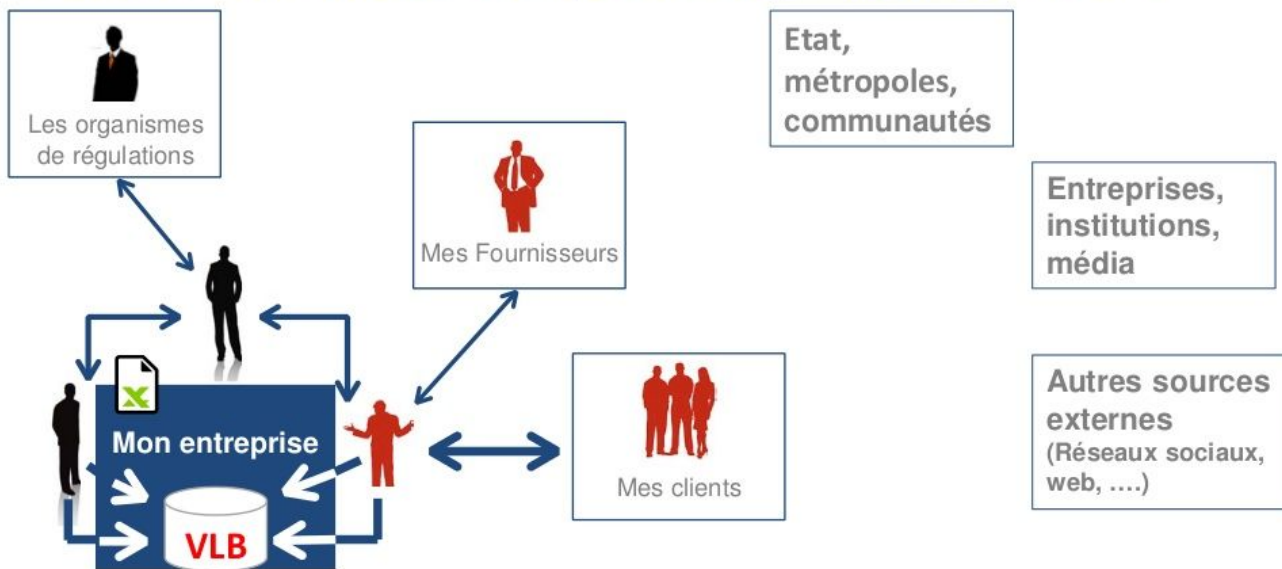 Etat,
métropoles,
communautés
Les organismes
de régulations
Entreprises,
institutions,
média
Mes Fournisseurs
Autres sources
externes
(Réseaux sociaux,
web, ....)
Mon entreprise
Mes clients
VLB